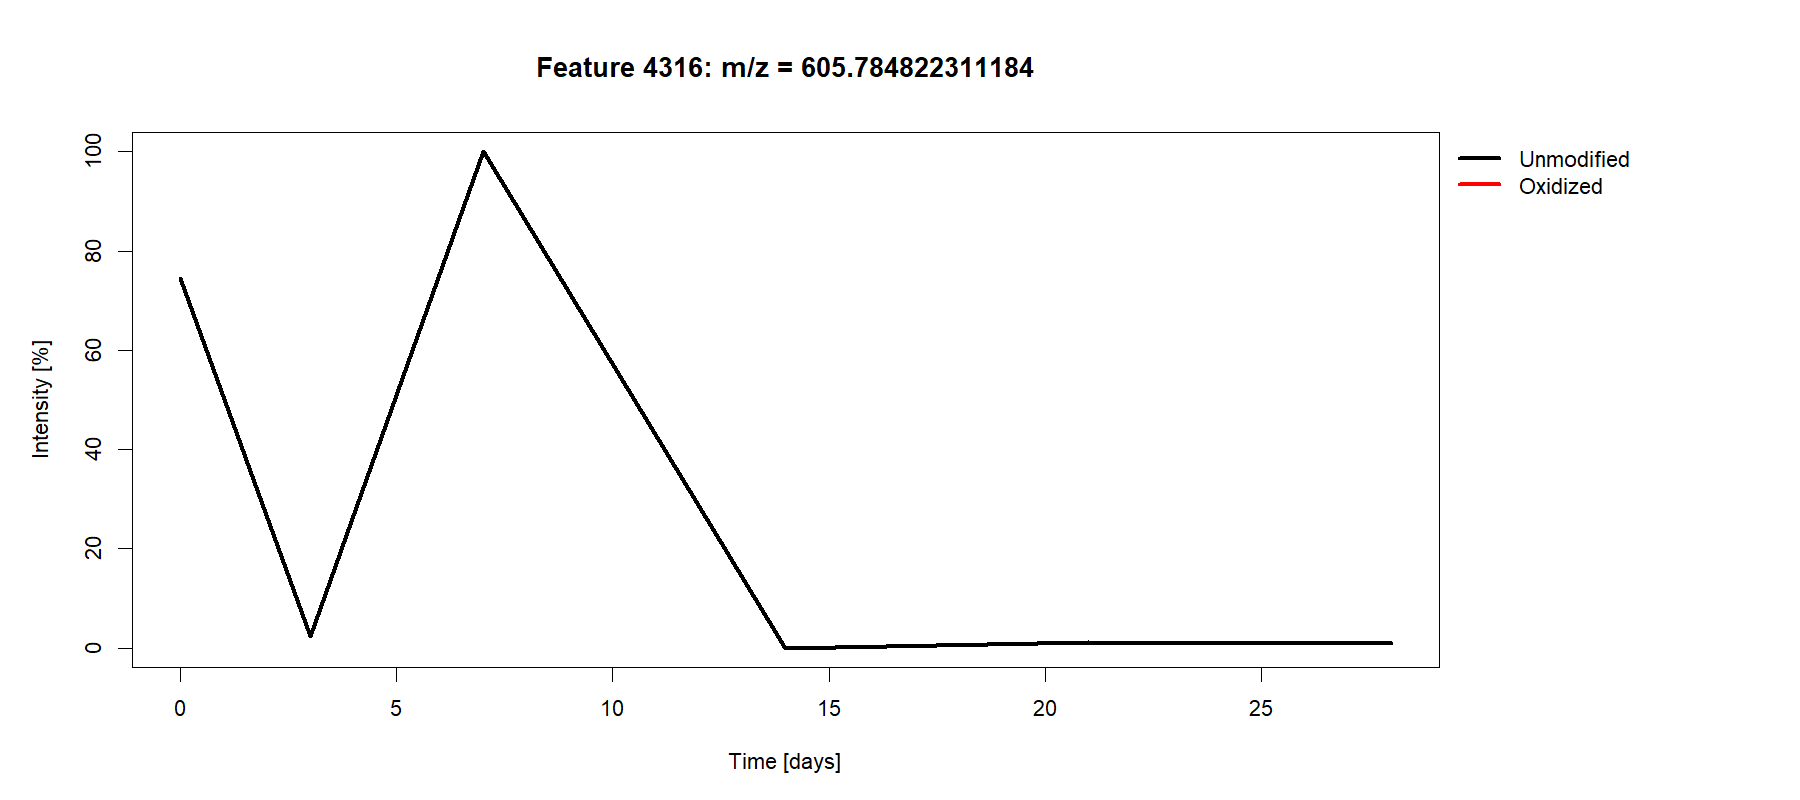 Feature 4316: m/z = 605.784822311184
Unmodified
Oxidized
Intensity [%]
100
80
60
40
20
0
0 5 10 15 20 25
Time [days]